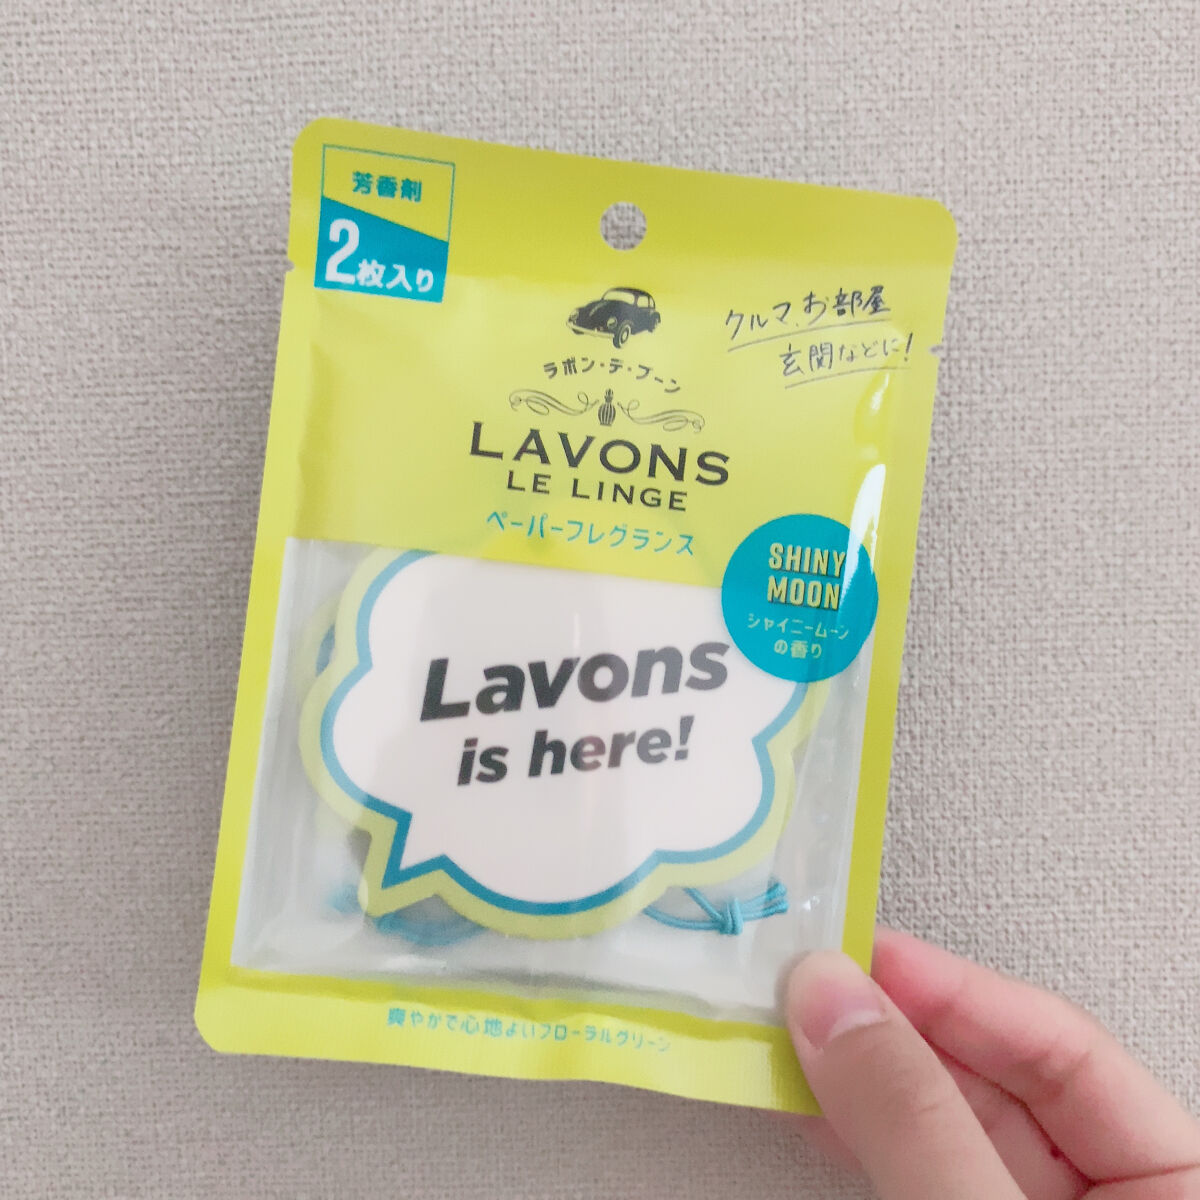 芳香剤
2枚入り
クルマ、お部屋
玄関などに!
ラボン・デ・ブーン
LAVONS
LE LINGE
ペーパーフレグランス
SHINY
MOON
シャイニームーン
の香り
Lavons
is here!
爽やかで心地よいフローラルグリーン